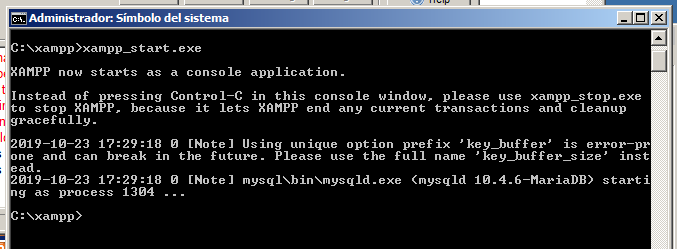 Help
Administrador: Símbolo del sistema
C:\xampp>xampp_start.exe
XAMPP now starts as a console application.
Instead of pressing Control-C in this console window, please use xampp_stop.exe
to stop XAMPP, because it lets XAMPP end any current transactions and cleanup
gracefully.
2019-10-23 17:29:18 0 [Note] Using unique option prefix 'key_buffer' is error-pr
one and can break in the future. Please use the full name 'key_buffer_size' inst
ead.
2019-10-23 17:29:18 0 [Note] mysql\bin\mysqld.exe (mysqld 10.4.6-MariaDB) starti
ng as process 1304 ...
C:\xampp>